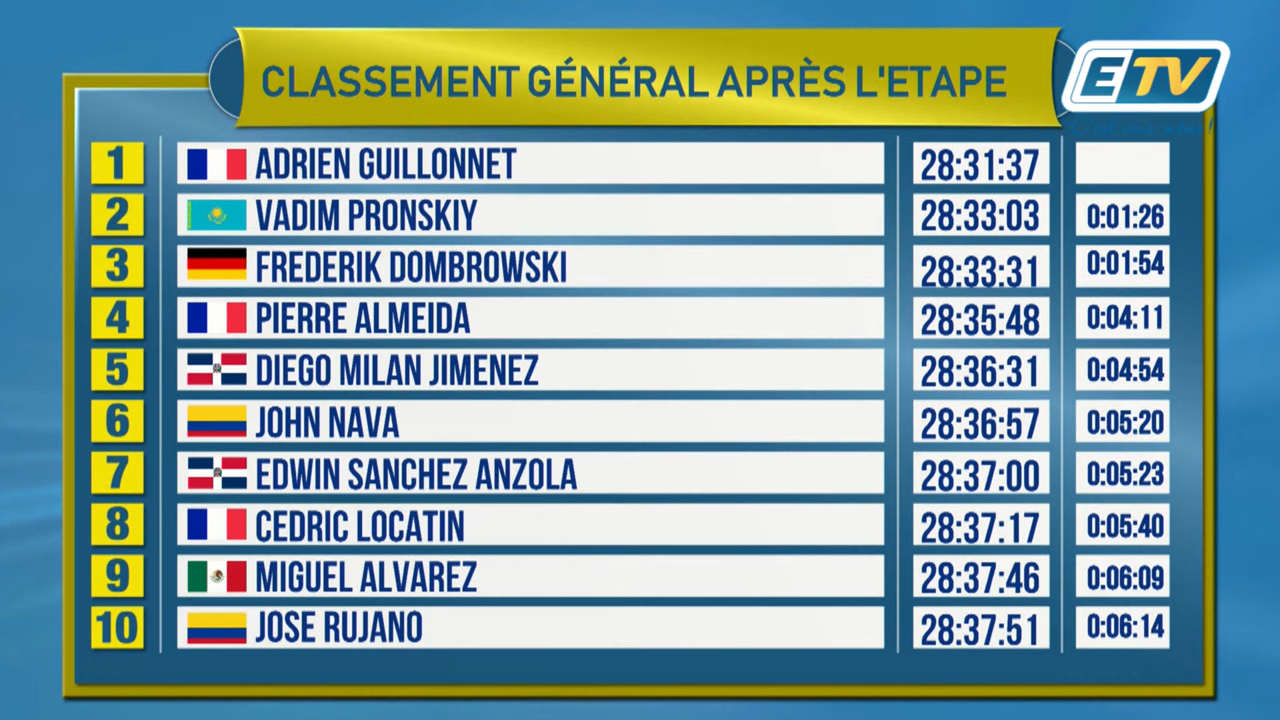 CLASSEMENT GÉNÉRAL APRÈS L'ETAPE
ETV
1 ADRIEN GUILLONNET 28:31:37
2 VADIM PRONSKIY 28:33:03 0:01:26
3 FREDERIK DOMBROWSKI 28:33:31 0:01:54
4 PIERRE ALMEIDA 28:35:48 0:04:11
5 DIEGO MILAN JIMENEZ 28:36:31 0:04:54
6 JOHN NAVA 28:36:57 0:05:20
7 EDWIN SANCHEZ ANZOLA 28:37:00 0:05:23
8 CEDRIC LOCATIN 28:37:17 0:05:40
9 MIGUEL ALVAREZ 28:37:46 0:06:09
10 JOSE RUJANO 28:37:51 0:06:14